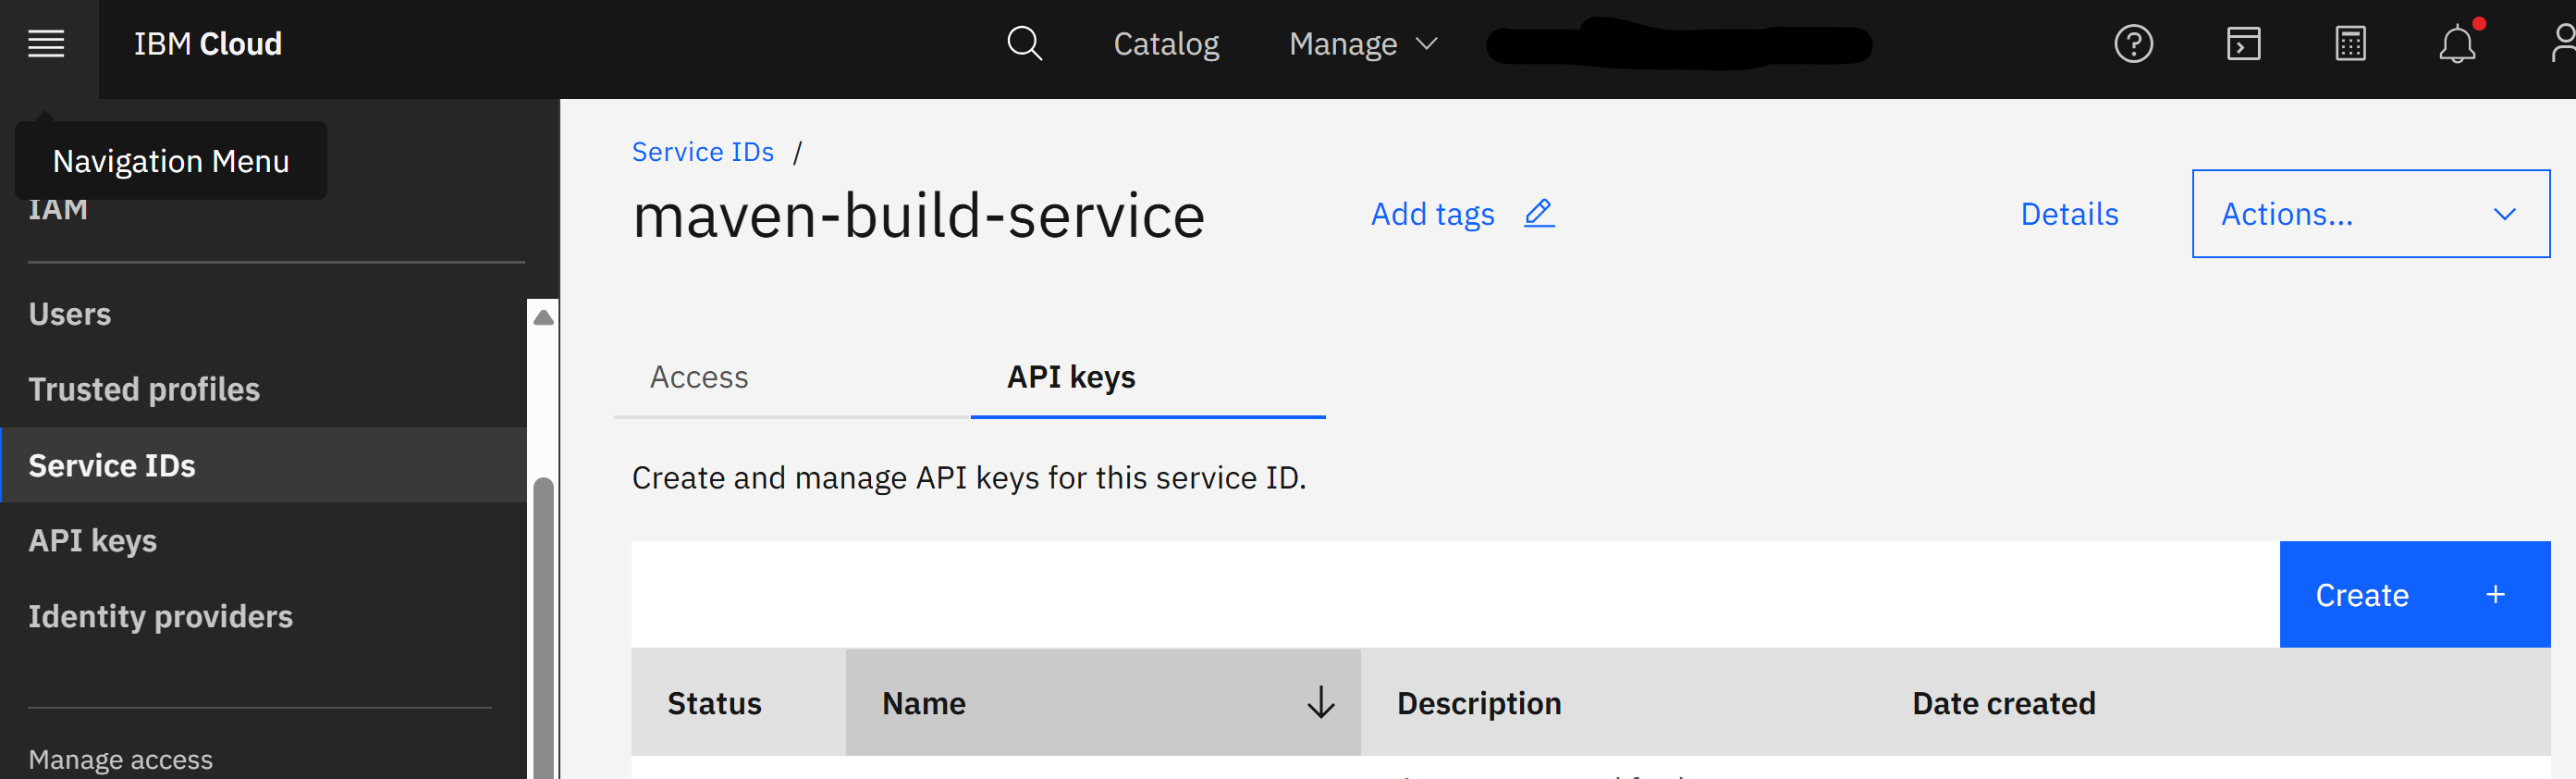 IBM Cloud
Catalog
Manage
Navigation Menu
IAM
Users
Trusted profiles
Service IDs
API keys
Identity providers
Manage access
Service IDs /
maven-build-service
Add tags
Details
Actions...
Access
API keys
Create and manage API keys for this service ID.
Create +
Status
Name
Description
Date created